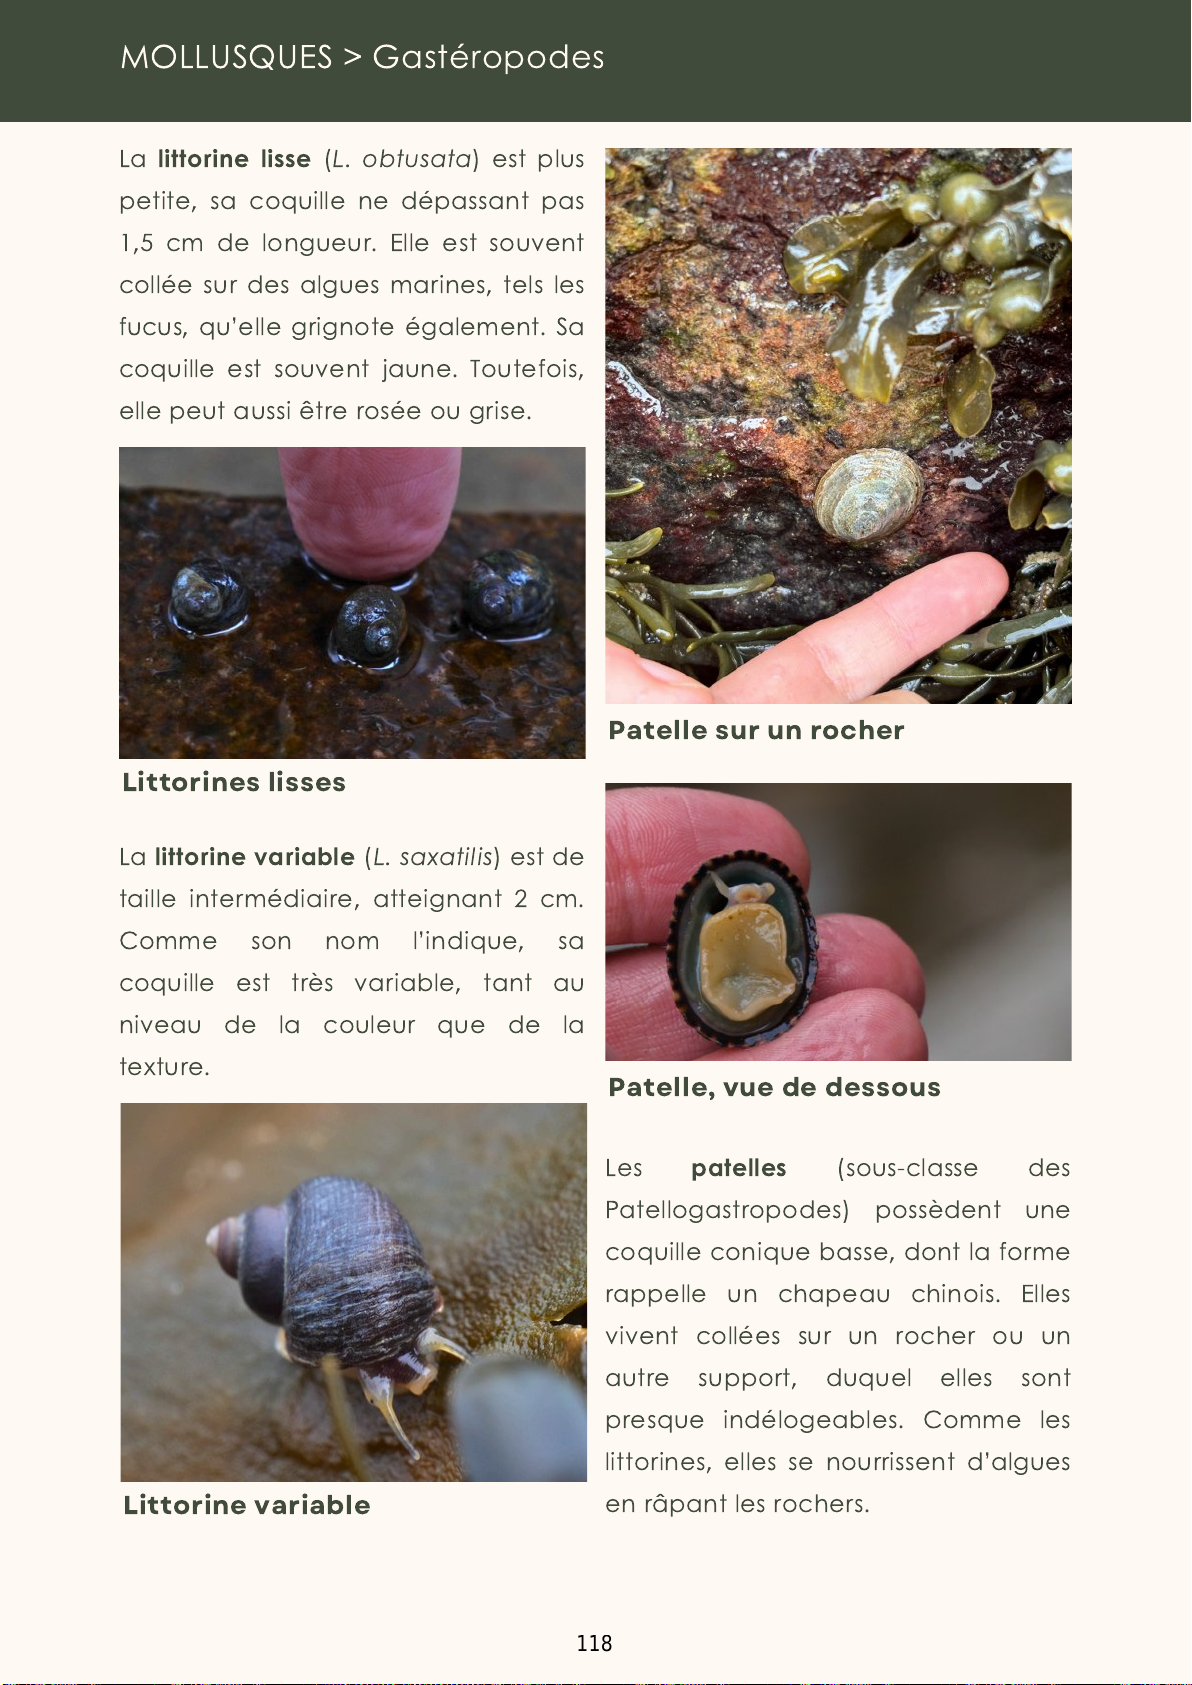 MOLLUSQUES > Gastéropodes
La littorine lisse (L. obtusata) est plus
petite, sa coquille ne dépassant pas
1,5 cm de longueur. Elle est souvent
collée sur des algues marines, tels les
fucus, qu'elle grignote également. Sa
coquille est souvent jaune. Toutefois,
elle peut aussi être rosée ou grise.
Littorines lisses
La littorine variable (L. saxatilis) est de
taille intermédiaire, atteignant 2 cm.
Comme son nom l'indique, sa
coquille est très variable, tant au
niveau de la couleur que de la
texture.
Littorine variable
Patelle sur un rocher
Patelle, vue de dessous
Les patelles (sous-classe des
Patellogastropodes) possèdent une
coquille conique basse, dont la forme
rappelle un chapeau chinois. Elles
vivent collées sur un rocher ou un
autre support, duquel elles sont
presque indélogeables. Comme les
littorines, elles se nourrissent d'algues
en râpant les rochers.
118